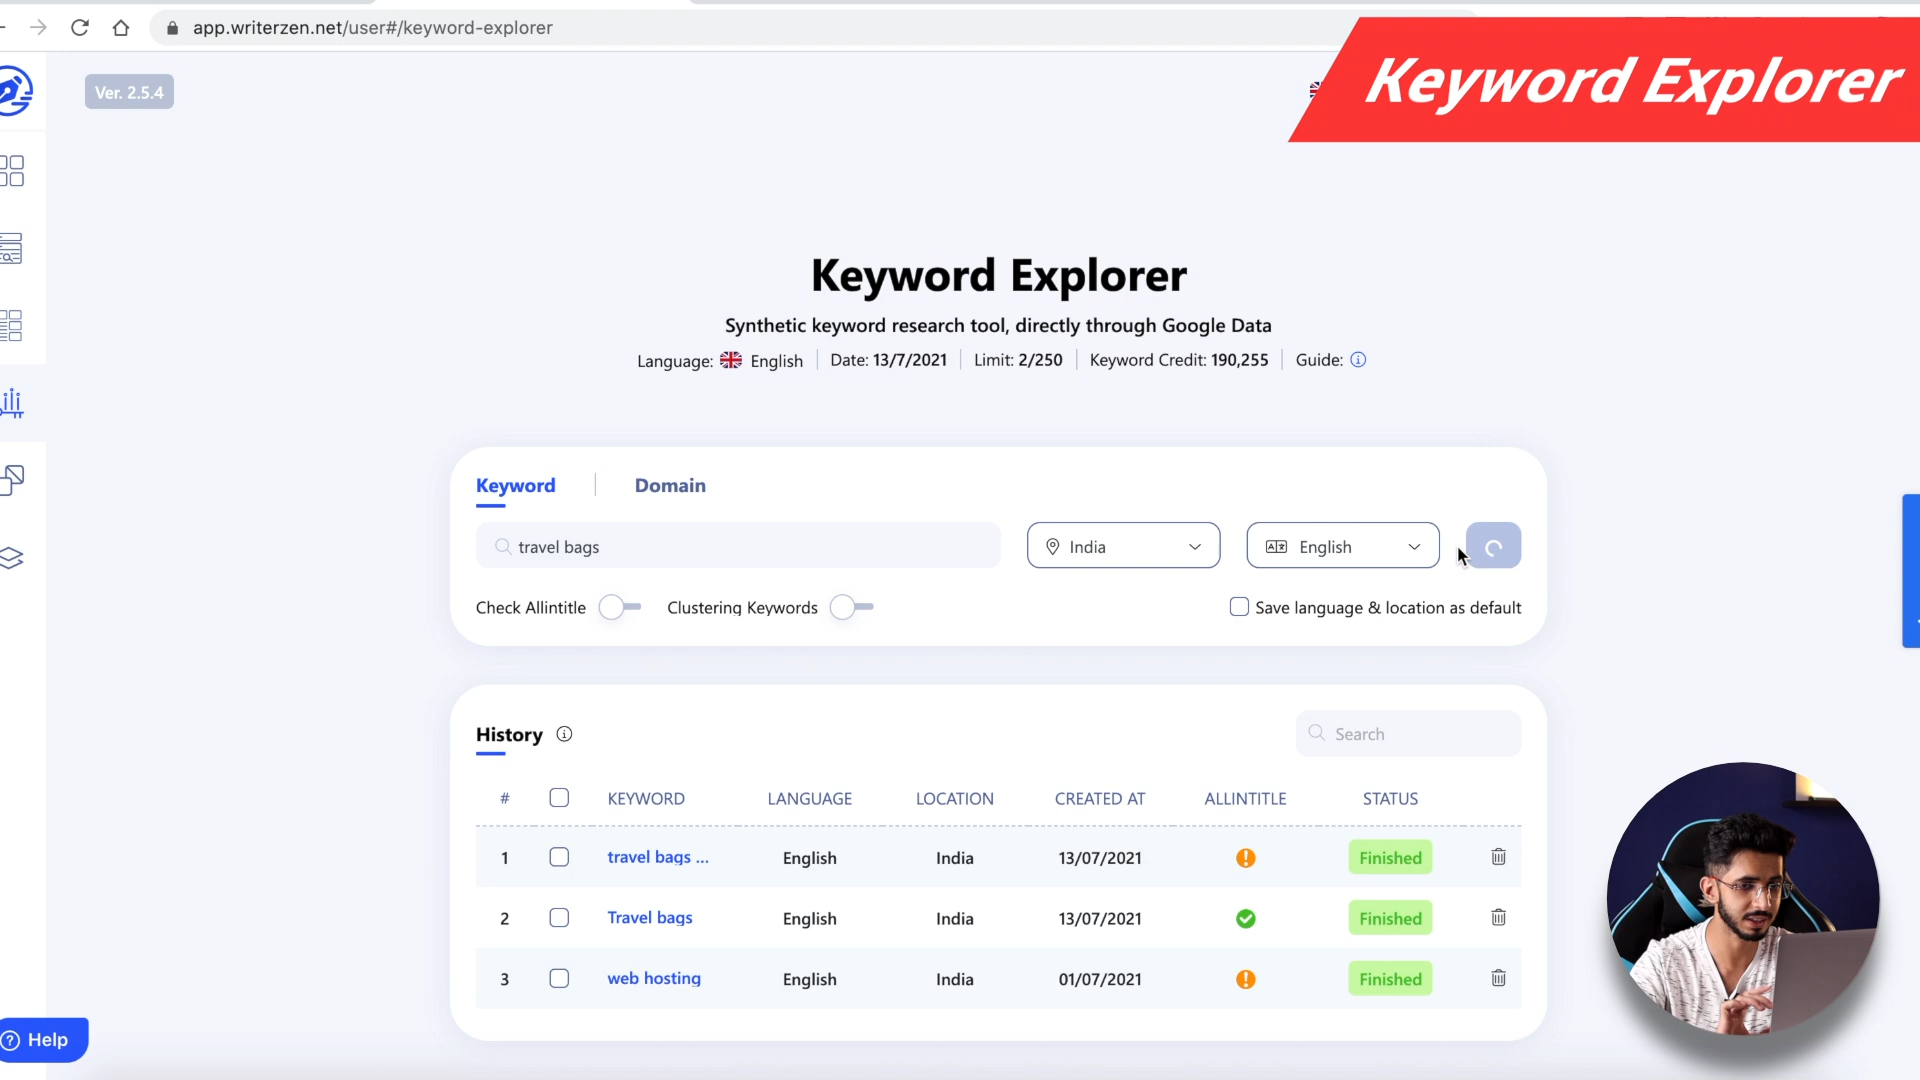 app.writerzen.net/user#/keyword-explorer
Keyword Explorer
Ver. 2.5.4
Keyword Explorer
Synthetic keyword research tool, directly through Google Data
Language: English Date: 13/7/2021 Limit: 2/250 Keyword Credit: 190,255 Guide:
Keyword Domain
travel bags India English
Check Allintitle Clustering Keywords Save language & location as default
History Search
# KEYWORD LANGUAGE LOCATION CREATED AT ALLINTITLE STATUS
1 travel bags ... English India 13/07/2021 Finished
2 Travel bags English India 13/07/2021 Finished
3 web hosting English India 01/07/2021 Finished
Help